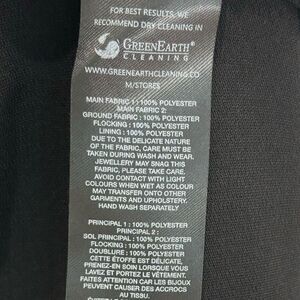 FOR BEST RESULTS, WE
RECOMMEND DRY CLEANING IN
GREENEARTH
CLEANING
WWW.GREENEARTHCLEANING.CO
M/STORES
MAIN FABRIC 1 : 100% POLYESTER
MAIN FABRIC 2:
GROUND FABRIC : 100% POLYESTER
FLOCKING : 100% POLYESTER
LINING : 100% POLYESTER
DUE TO THE DELICATE NATURE
OF THE FABRIC, CARE MUST BE
TAKEN DURING WASH AND WEAR.
JEWELLERY MAY SNAG THIS
FABRIC, PLEASE TAKE CARE.
AVOID CONTACT WITH LIGHT
COLOURS WHEN WET AS COLOUR
MAY TRANSFER ONTO OTHER
GARMENTS AND UPHOLSTERY.
HAND WASH SEPARATELY
PRINCIPAL 1 : 100% POLYESTER
PRINCIPAL 2 :
SOL PRINCIPAL : 100% POLYESTER
FLOCKING : 100% POLYESTER
DOUBLURE : 100% POLYESTER
CETTE ÉTOFFE EST DÉLICATE,
PRENEZ-EN SOIN LORSQUE VOUS
LAVEZ ET PORTEZ LE VÊTEMENT.
FAITES ATTENTION CAR LES BIJOUX
PEUVENT CAUSER DES ACCROCS
AU TISSU.